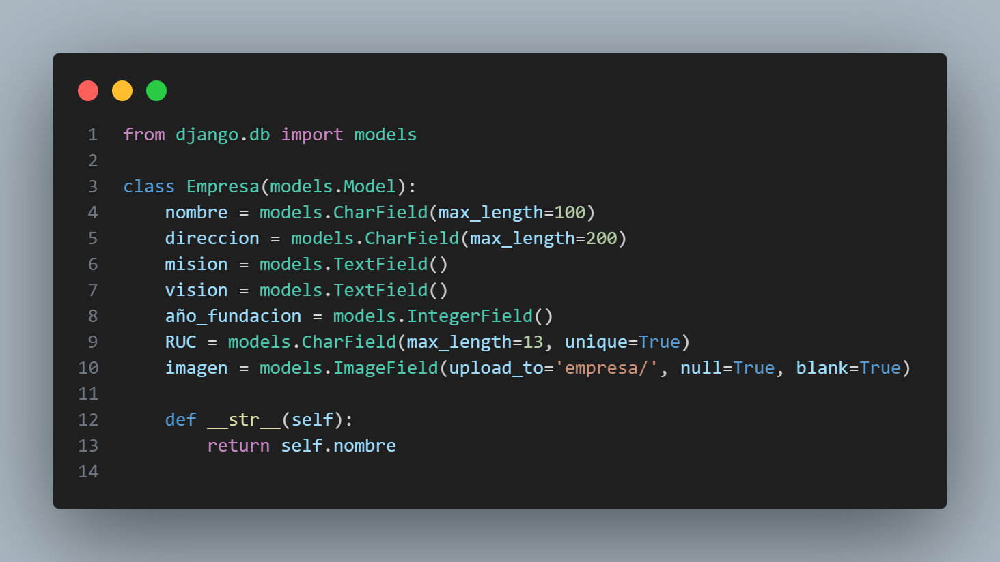 1 from django.db import models
2
3 class Empresa(models.Model):
4     nombre = models.CharField(max_length=100)
5     direccion = models.CharField(max_length=200)
6     mision = models.TextField()
7     vision = models.TextField()
8     año_fundacion = models.IntegerField()
9     RUC = models.CharField(max_length=13, unique=True)
10     imagen = models.ImageField(upload_to='empresa/', null=True, blank=True)
11
12     def __str__(self):
13         return self.nombre
14